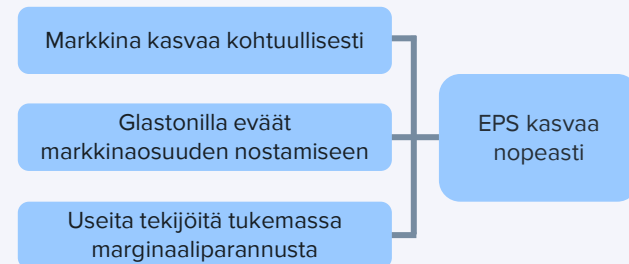 Markkina kasvaa kohtuullisesti
Glastonilla eväät
markkinaosuuden nostamiseen
EPS kasvaa
nopeasti
Useita tekijöitä tukemassa
marginaaliparannusta